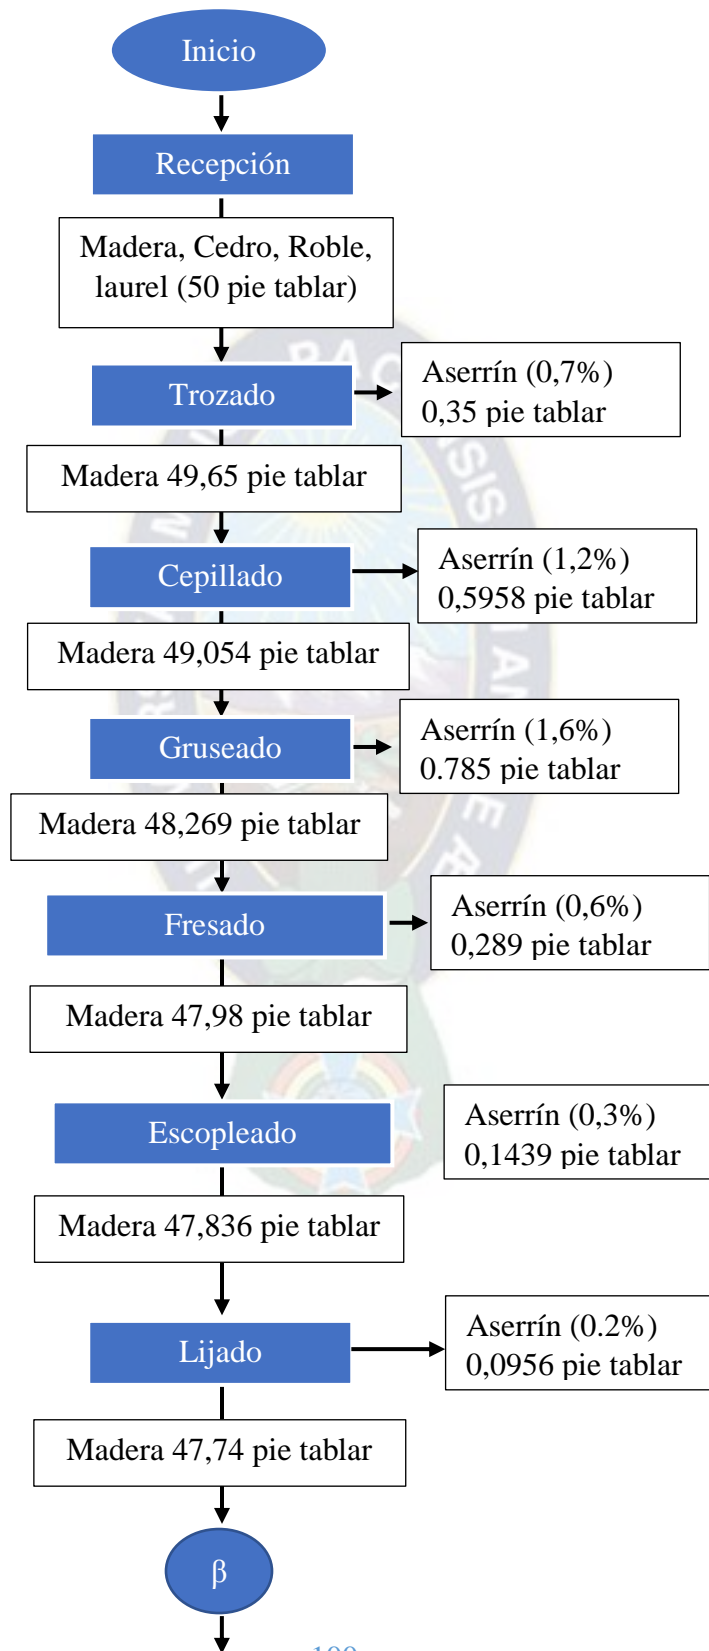 Inicio
Recepción
Madera, Cedro, Roble,
laurel (50 pie tablar)
Trozado
Aserrín (0,7%)
0,35 pie tablar
Madera 49,65 pie tablar
Cepillado
Aserrín (1,2%)
0,5958 pie tablar
Madera 49,054 pie tablar
Gruseado
Aserrín (1,6%)
0.785 pie tablar
Madera 48,269 pie tablar
Fresado
Aserrín (0,6%)
0,289 pie tablar
Madera 47,98 pie tablar
Escopleado
Aserrín (0,3%)
0,1439 pie tablar
Madera 47,836 pie tablar
Lijado
Aserrín (0.2%)
0,0956 pie tablar
Madera 47,74 pie tablar
β